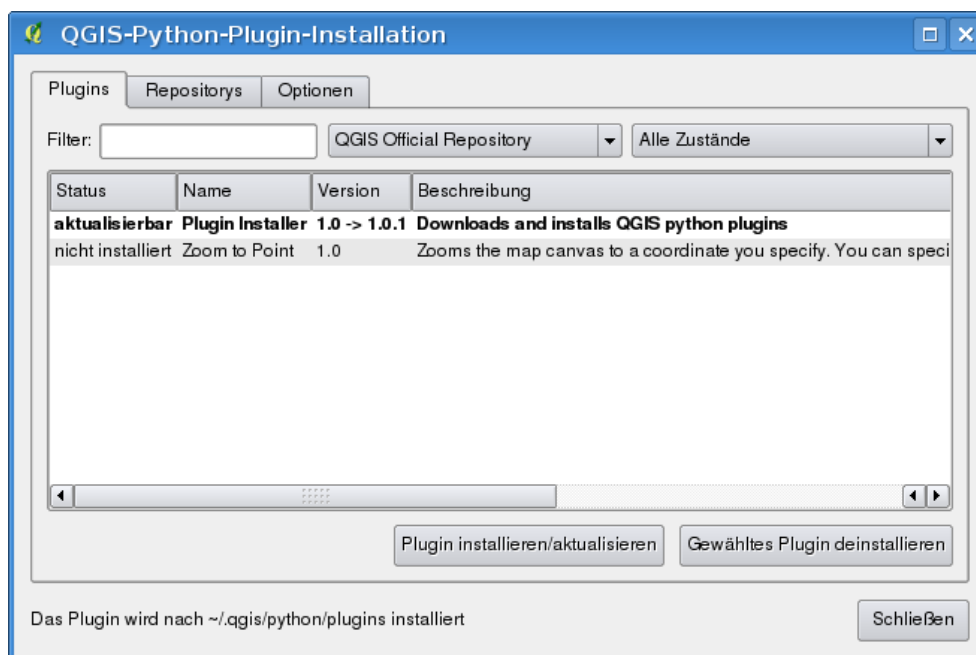 QGIS-Python-Plugin-Installation
Plugins Repositorys Optionen
Filter: QGIS Official Repository Alle Zustände
Status Name Version Beschreibung
aktualisierbar Plugin Installer 1.0 -> 1.0.1 Downloads and installs QGIS python plugins
nicht installiert Zoom to Point 1.0 Zooms the map canvas to a coordinate you specify. You can speci
Plugin installieren/aktualisieren Gewähltes Plugin deinstallieren
Das Plugin wird nach ~/.qgis/python/plugins installiert Schließen